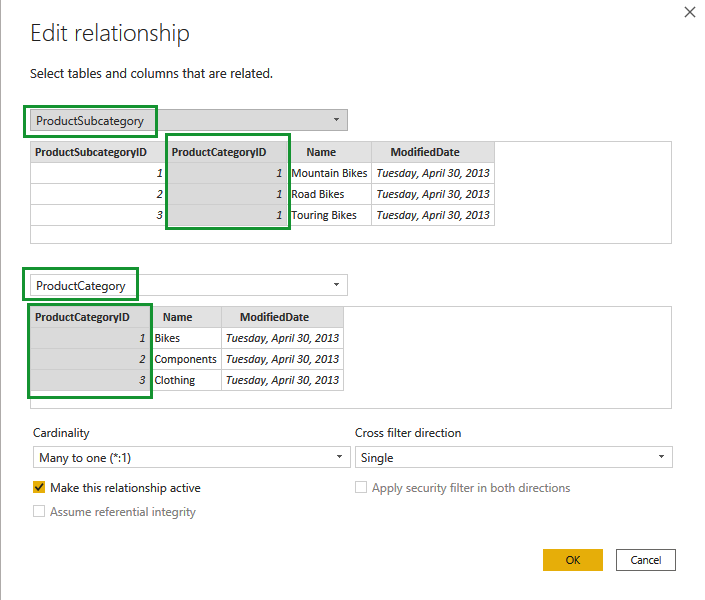 Edit relationship
Select tables and columns that are related.
ProductSubcategory
ProductSubcategoryID ProductCategoryID Name ModifiedDate
1 1 Mountain Bikes Tuesday, April 30, 2013
2 1 Road Bikes Tuesday, April 30, 2013
3 1 Touring Bikes Tuesday, April 30, 2013
ProductCategory
ProductCategoryID Name ModifiedDate
1 Bikes Tuesday, April 30, 2013
2 Components Tuesday, April 30, 2013
3 Clothing Tuesday, April 30, 2013
Cardinality Cross filter direction
Many to one (*:1) Single
Make this relationship active Apply security filter in both directions
Assume referential integrity
OK Cancel